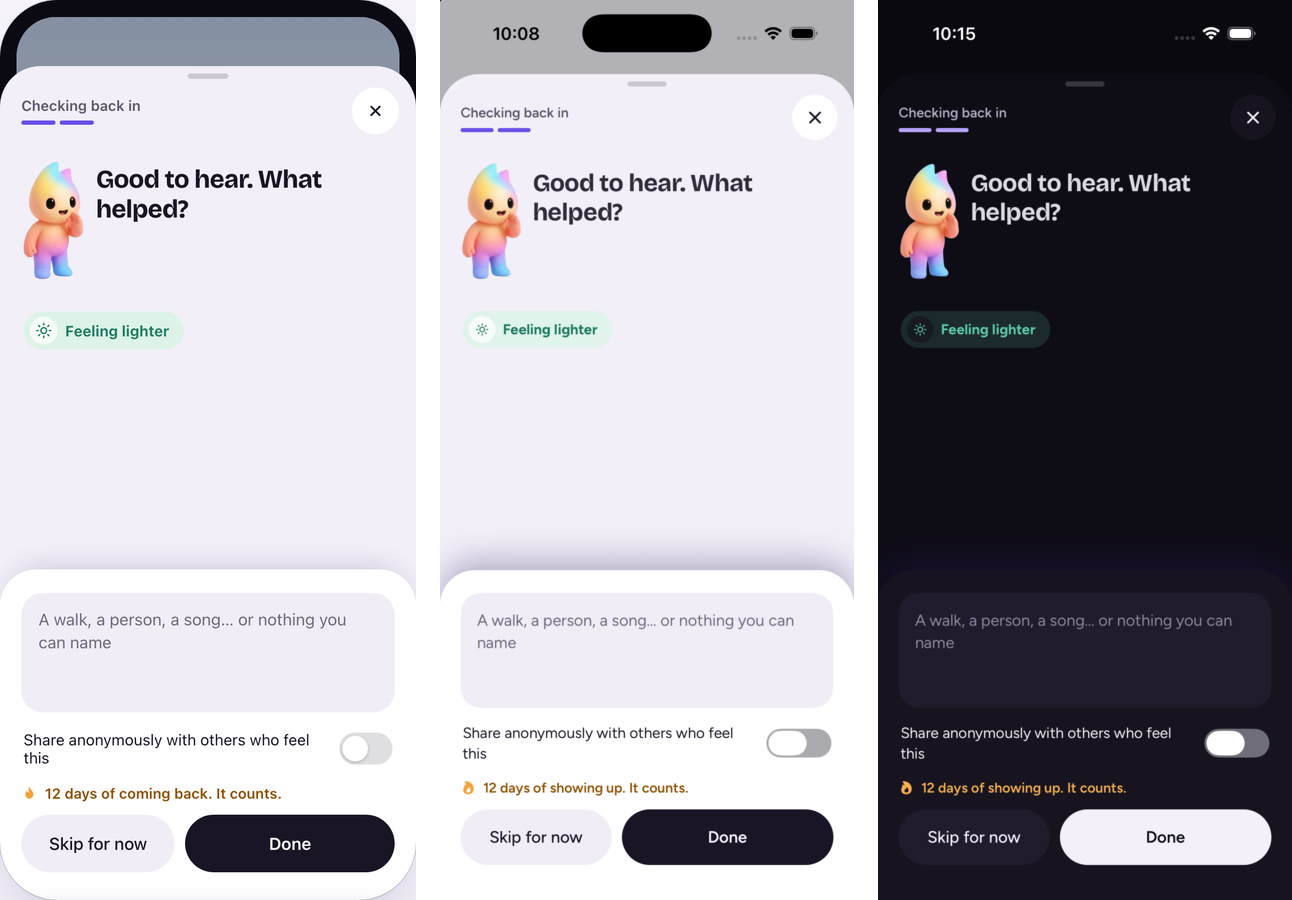 Checking back in
Good to hear. What
helped?
Feeling lighter
A walk, a person, a song... or nothing you
can name
Share anonymously with others who feel
this
12 days of coming back. It counts.
Skip for now
Done
10:08
Checking back in
Good to hear. What
helped?
Feeling lighter
A walk, a person, a song... or nothing you can
name
Share anonymously with others who feel
this
12 days of showing up. It counts.
Skip for now
Done
10:15
Checking back in
Good to hear. What
helped?
Feeling lighter
A walk, a person, a song... or nothing you can
name
Share anonymously with others who feel
this
12 days of showing up. It counts.
Skip for now
Done